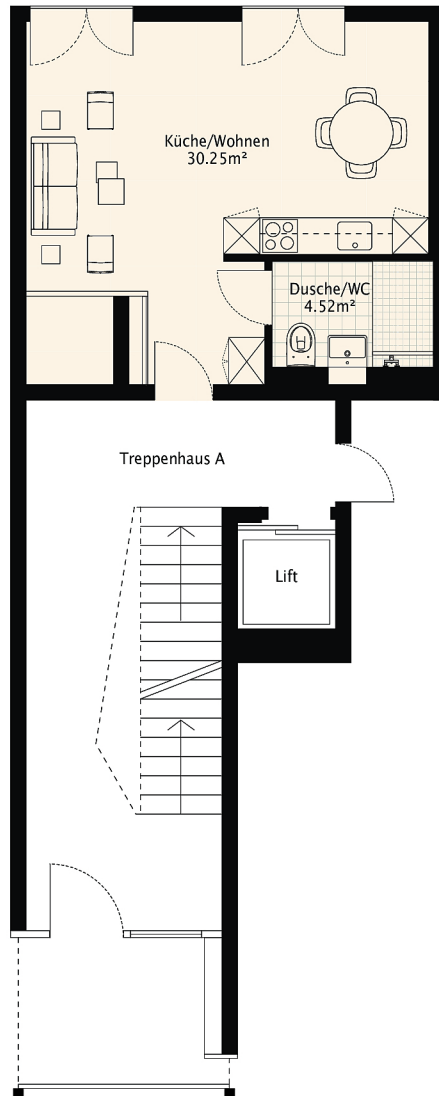 Küche/Wohnen
30.25m²
Dusche/WC
4.52m²
Treppenhaus A
Lift